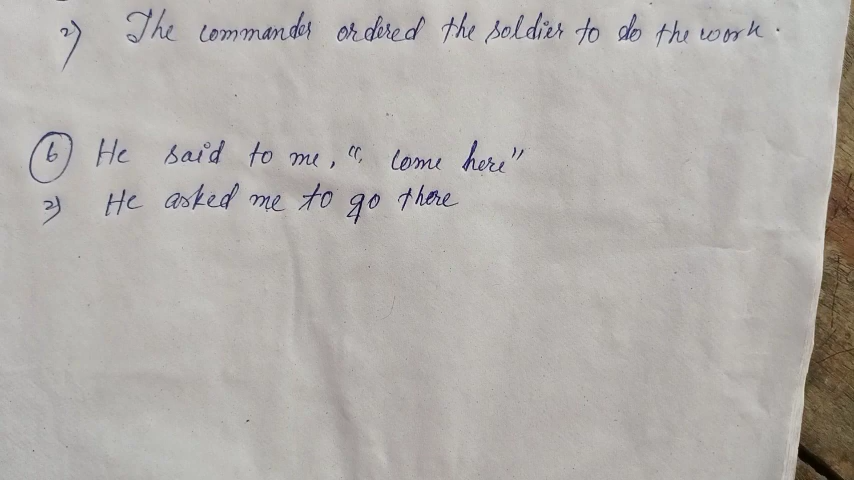 ⇒ The commander ordered the soldier to do the work.
⑥ He said to me, "Come here"
⇒ He asked me to go there